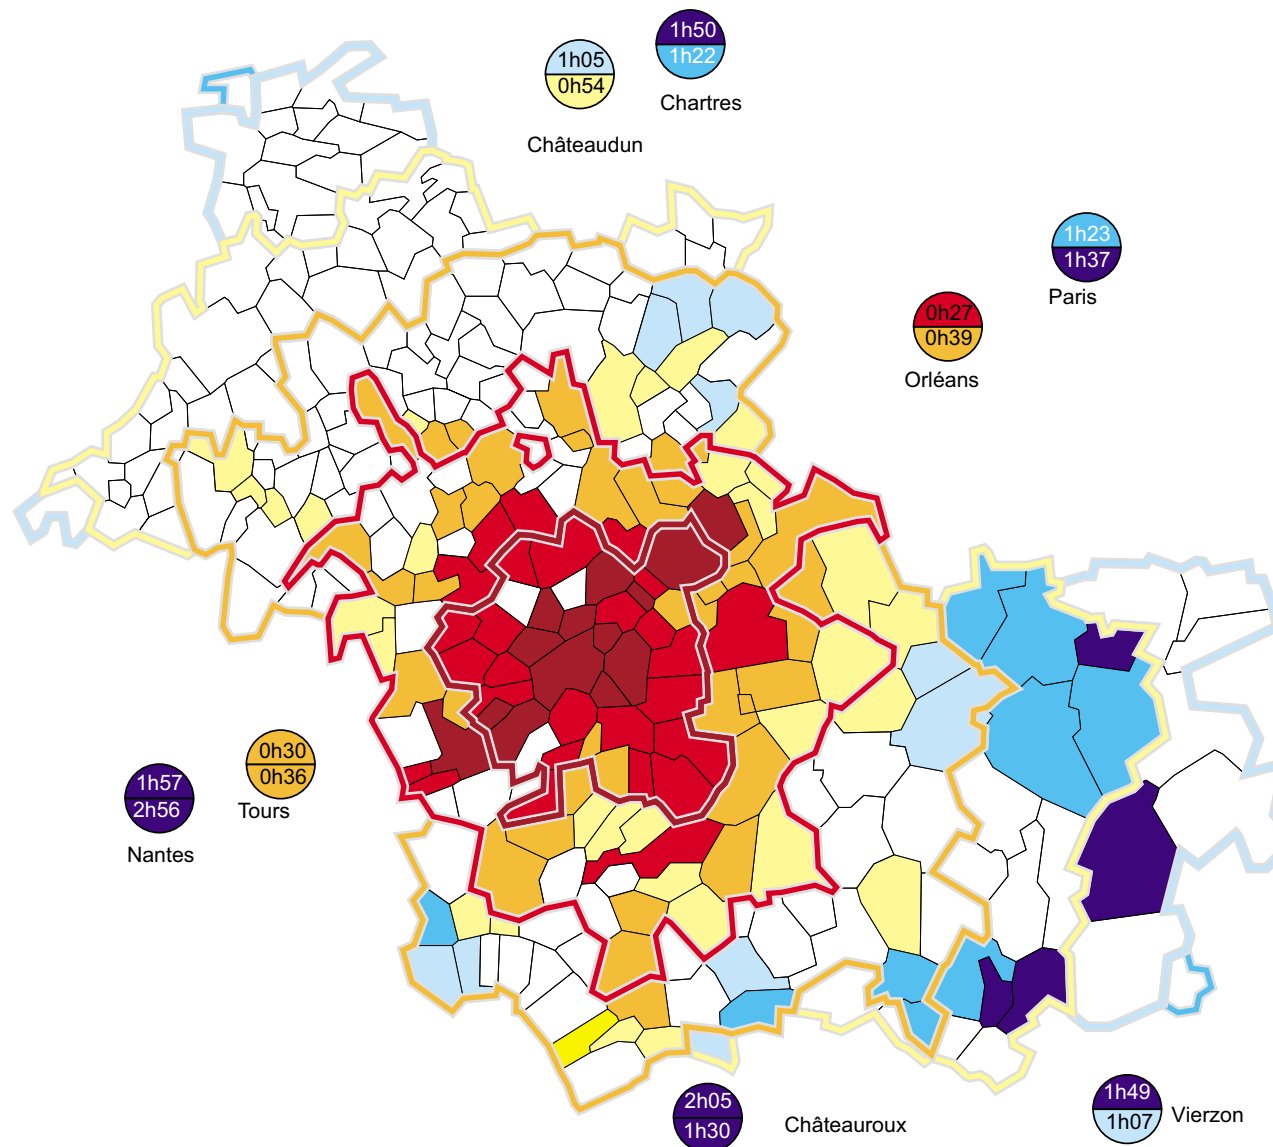 1h50
1h22
Chartres
1h05
0h54
Châteaudun
1h23
1h37
Paris
0h27
0h39
Orléans
0h30
0h36
Tours
1h57
2h56
Nantes
2h05
1h30
Châteauroux
1h49
1h07
Vierzon